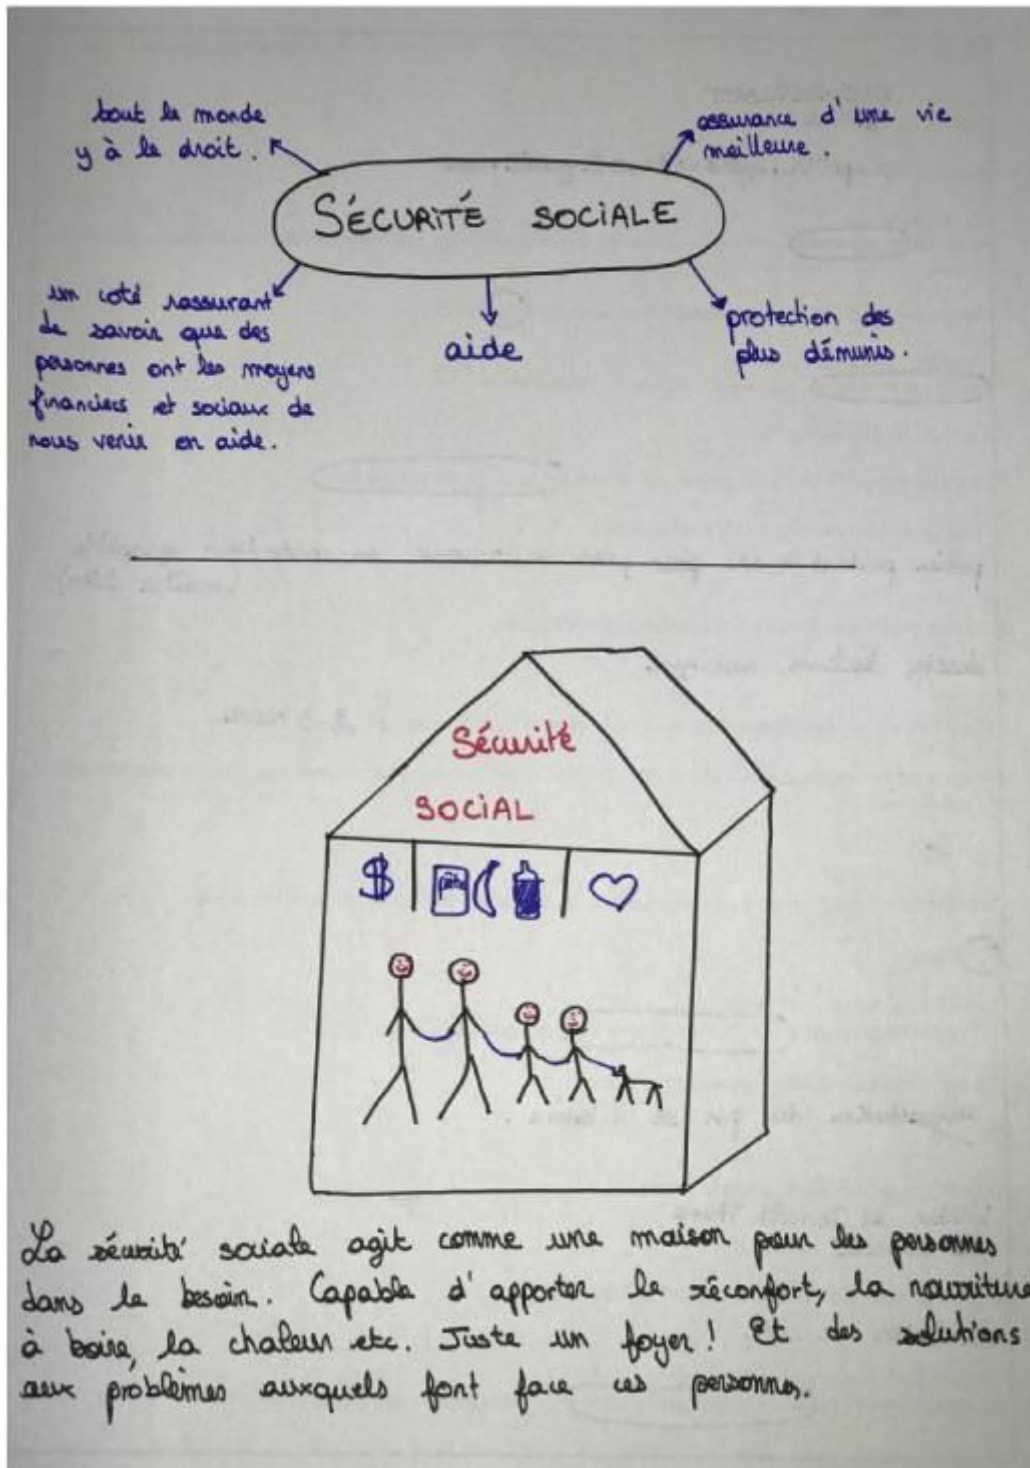 tout le monde
y à le droit.
assurance d'une vie
meilleure.
SÉCURITÉ SOCIALE
un coté rassurant
de savoir que des
personnes ont les moyens
financiers et sociaux de
nous venir en aide.
aide
protection des
plus démunis.
Sécurité
SOCIAL
$
pâte
La sécurité sociale agit comme une maison pour les personnes
dans le besoin. Capable d'apporter le réconfort, la nourriture
à boire, la chaleur etc. Juste un foyer ! Et des solutions
aux problèmes auxquels font face ces personnes.